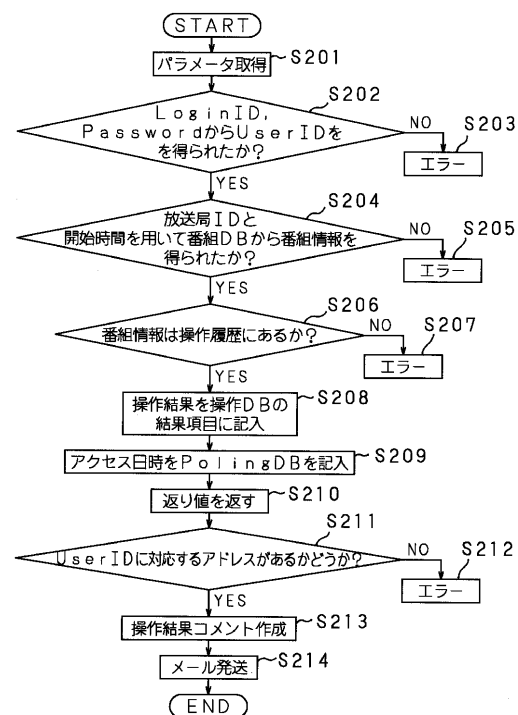 START
パラメータ取得
S201
S202
LoginID,
PasswordからUserIDを
を得られたか?
NO
S203
エラー
YES
S204
放送局IDと
開始時間を用いて番組DBから番組情報を
得られたか?
NO
S205
エラー
YES
S206
番組情報は操作履歴にあるか?
NO
S207
エラー
YES
S208
操作結果を操作DBの
結果項目に記入
アクセス日時をPolingDBを記入
S209
返り値を返す
S210
S211
UserIDに対応するアドレスがあるかどうか?
NO
S212
エラー
YES
操作結果コメント作成
S213
メール発送
S214
END